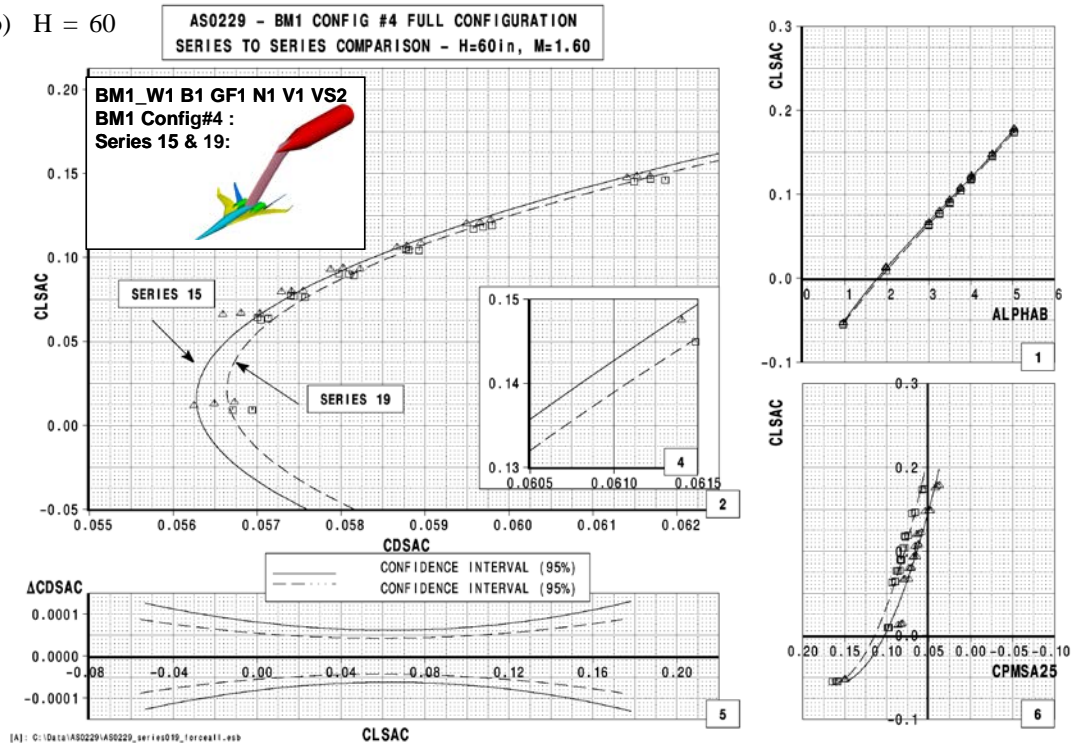 ) H = 60
AS0229 - BM1 CONFIG #4 FULL CONFIGURATION
SERIES TO SERIES COMPARISON - H=60in, M=1.60
BM1_W1 B1 GF1 N1 V1 VS2
BM1 Config#4 :
Series 15 & 19:
0.20
0.15
0.10
0.05
0.00
-0.05
CLSAC
SERIES 15
SERIES 19
0.055 0.056 0.057 0.058 0.059 0.060 0.061 0.062
CDSAC
2
0.15
0.14
0.13
0.0605 0.0610 0.0615
4
CONFIDENCE INTERVAL (95%)
CONFIDENCE INTERVAL (95%)
ΔCDSAC
0.0001
0.0000
-0.0001
-0.08 -0.04 0.00 0.04 0.08 0.12 0.16 0.20
CLSAC
5
CLSAC
0.3
0.2
0.1
0.0
-0.1
0 1 2 3 4 5 6
ALPHAB
1
CLSAC
0.3
0.2
0.0
-0.1
0.20 0.15 0.10 0.05 0.00 -0.05 -0.10
CPMSA25
6
[A]: C:\Data\AS0229\AS0229_series019_forceall.esb